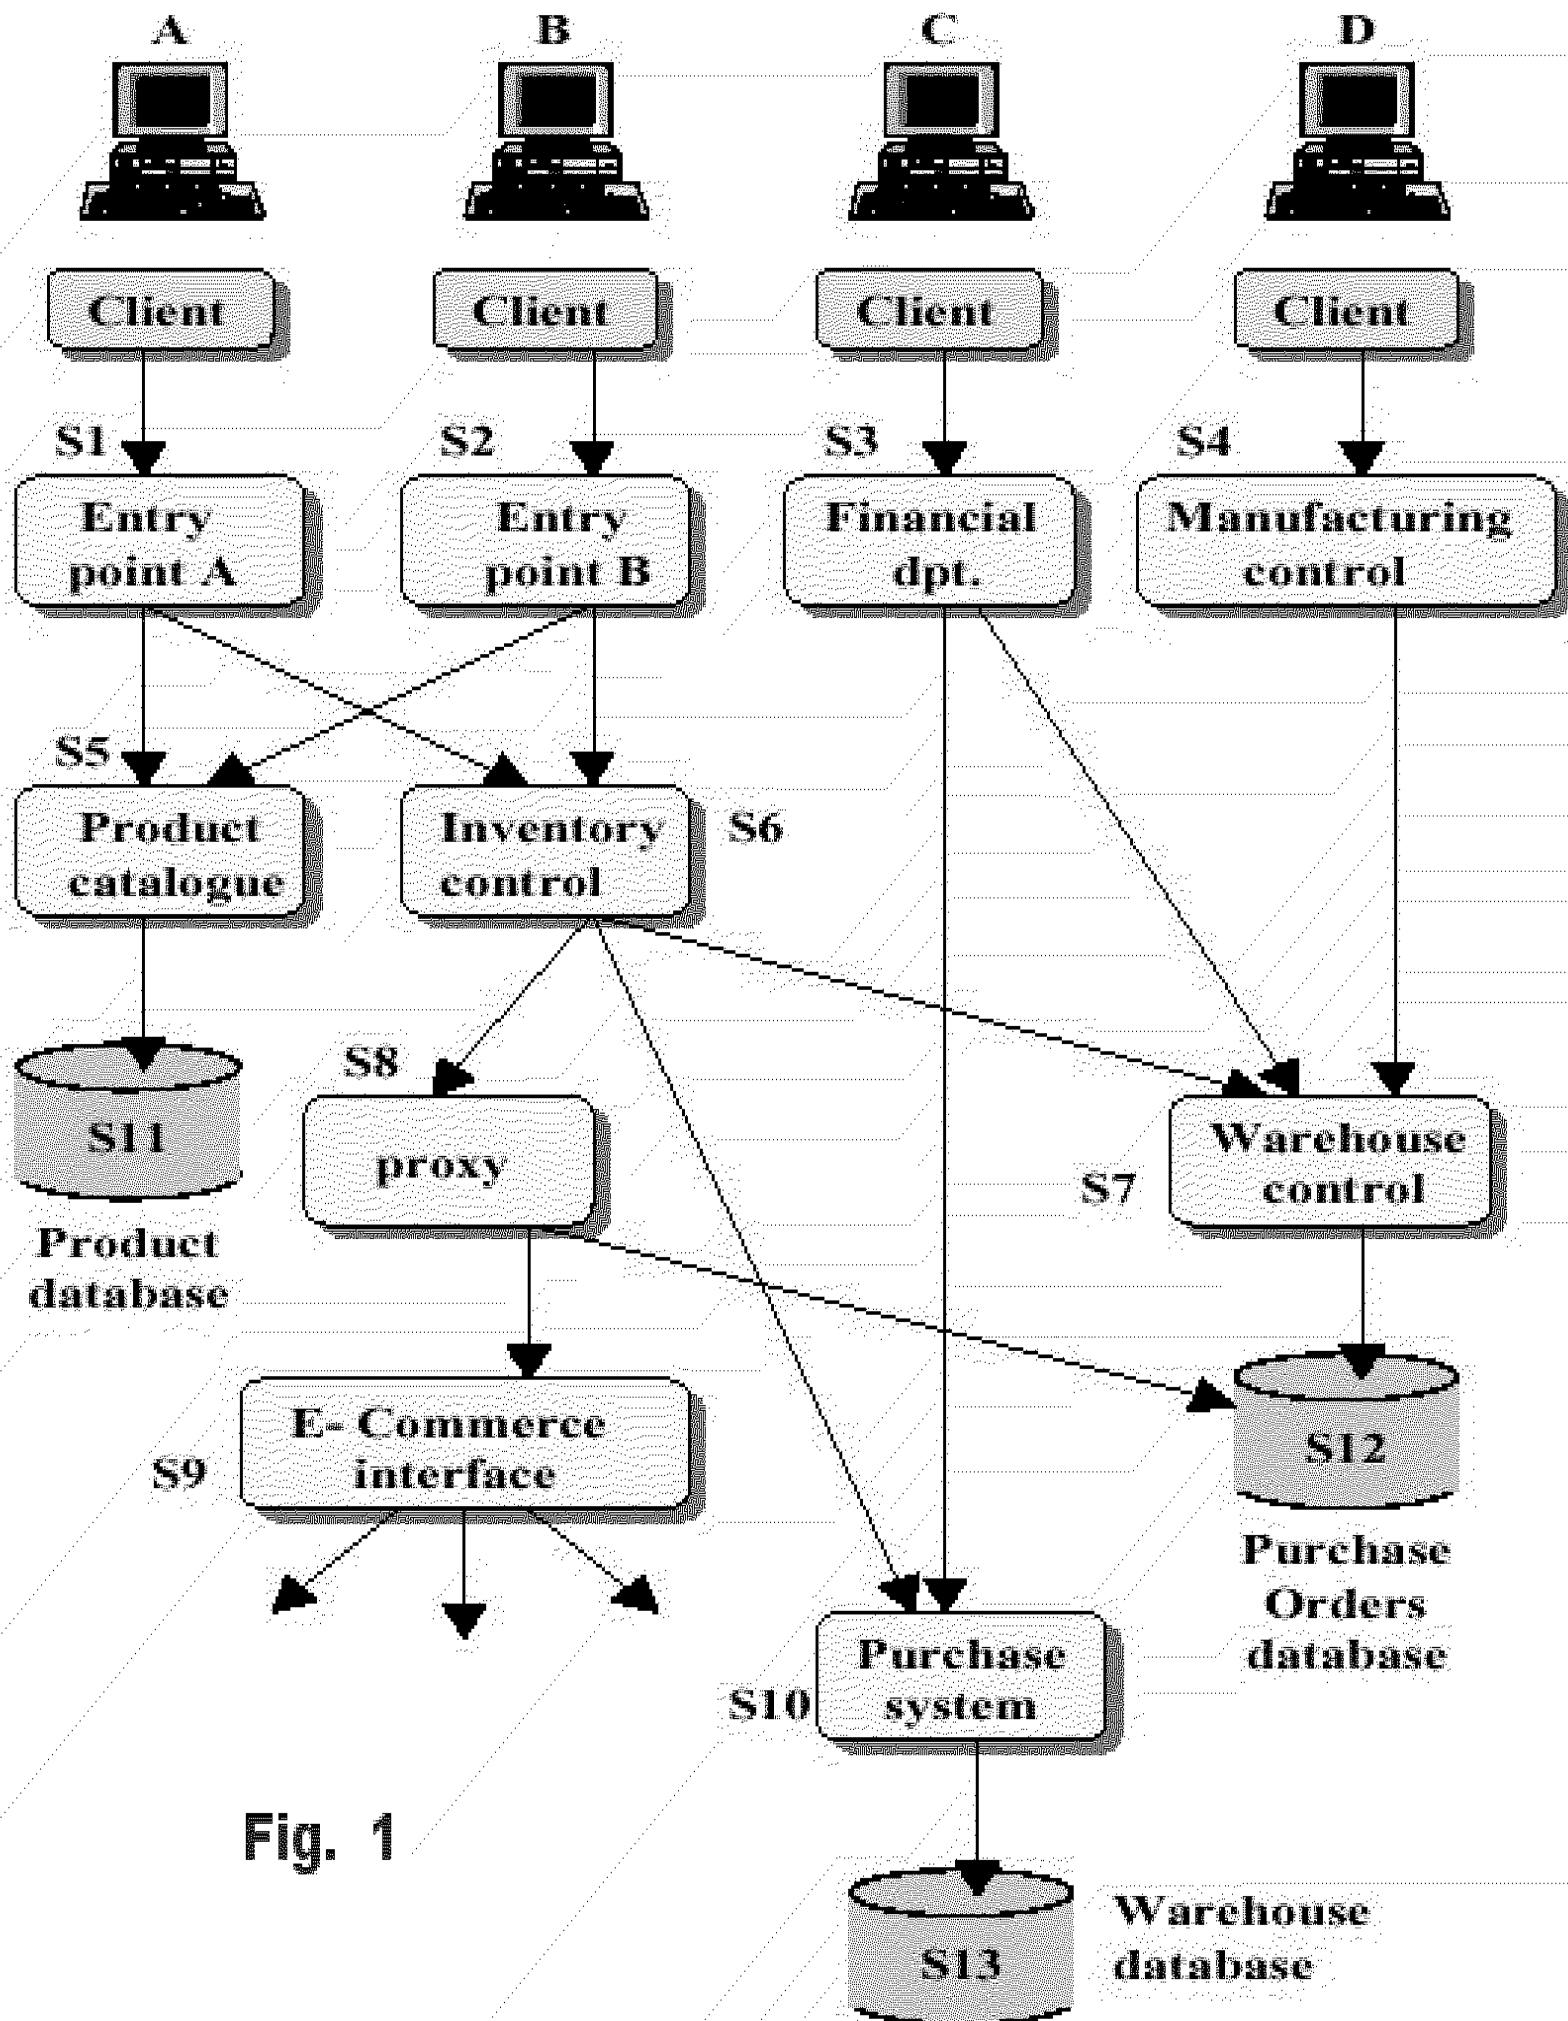 A B C D
Client Client Client Client
S1 S2 S3 S4
Entry
point A
Entry
point B
Financial
dpt.
Manufacturing
control
S5
Product
catalogue
Inventory
control
S6
S8
proxy
S11
Product
database
Warehouse
control
S7
E- Commerce
interface
S9
S12
Purchase
Orders
database
Purchase
system
S10
Fig. 1
S13
Warehouse
database